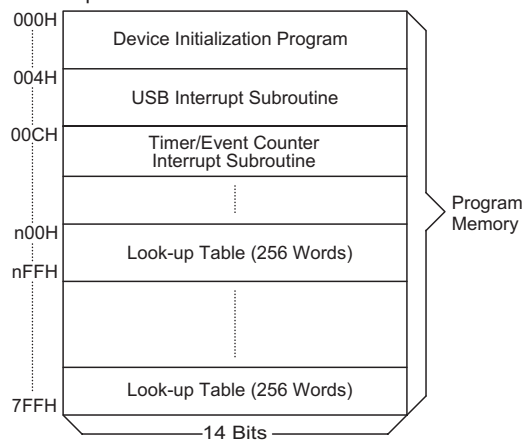 000H
Device Initialization Program
004H
USB Interrupt Subroutine
00CH
Timer/Event Counter
Interrupt Subroutine
Program
Memory
n00H
Look-up Table (256 Words)
nFFH
Look-up Table (256 Words)
7FFH
14 Bits